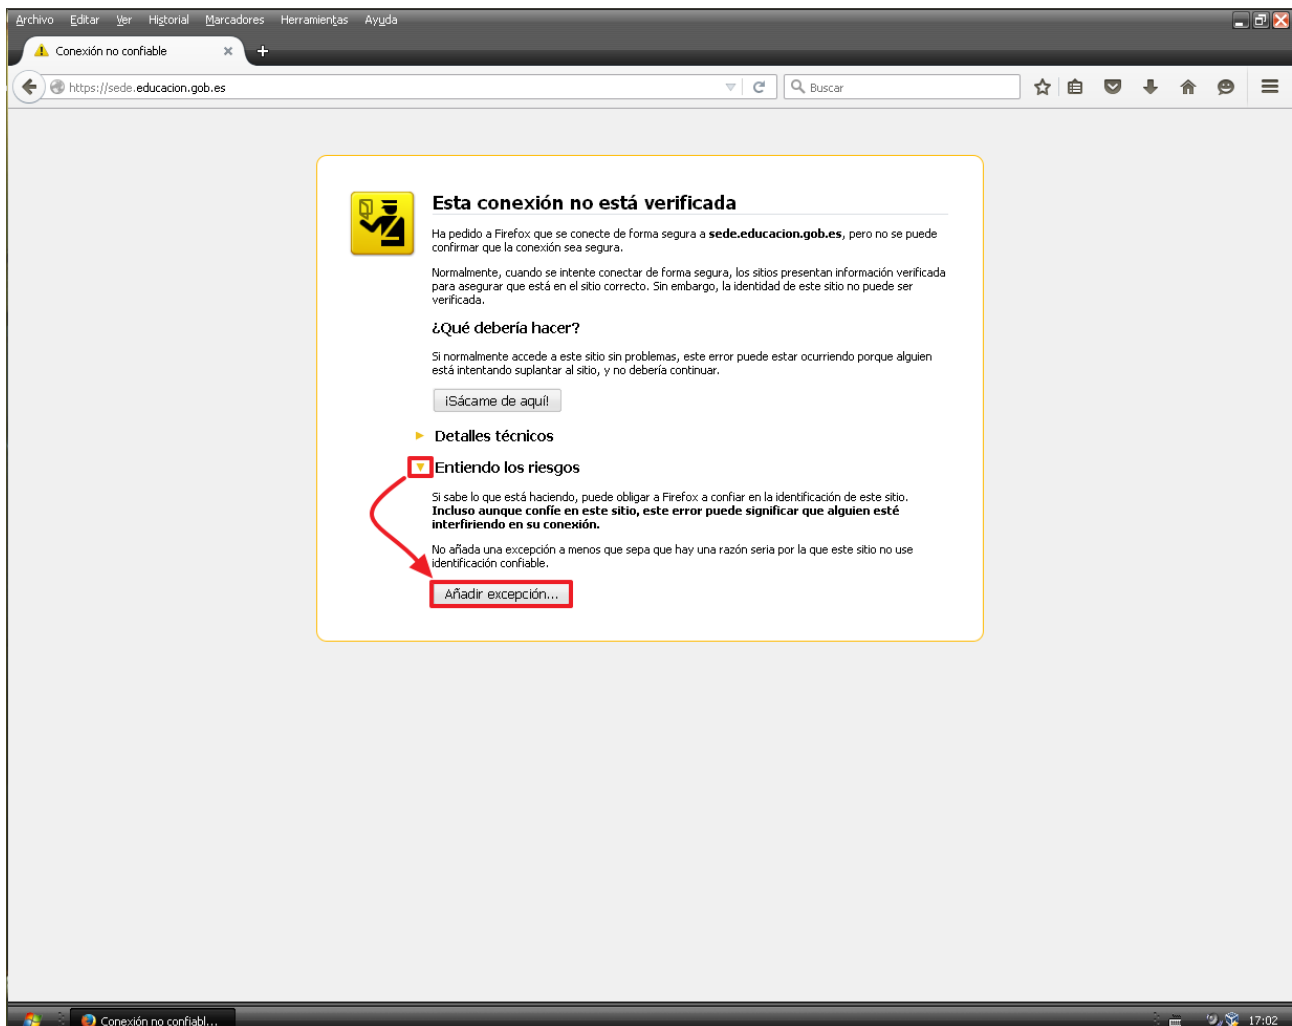 Archivo Editar Ver Historial Marcadores Herramientas Ayuda
Conexión no confiable
https://sede.educacion.gob.es
Buscar
Esta conexión no está verificada
Ha pedido a Firefox que se conecte de forma segura a sede.educacion.gob.es, pero no se puede
confirmar que la conexión sea segura.
Normalmente, cuando se intente conectar de forma segura, los sitios presentan información verificada
para asegurar que está en el sitio correcto. Sin embargo, la identidad de este sitio no puede ser
verificada.
¿Qué debería hacer?
Si normalmente accede a este sitio sin problemas, este error puede estar ocurriendo porque alguien
está intentando suplantar al sitio, y no debería continuar.
¡Sácame de aquí!
Detalles técnicos
Entiendo los riesgos
Si sabe lo que está haciendo, puede obligar a Firefox a confiar en la identificación de este sitio.
Incluso aunque confíe en este sitio, este error puede significar que alguien esté
interfiriendo en su conexión.
No añada una excepción a menos que sepa que hay una razón seria por la que este sitio no use
identificación confiable.
Añadir excepción...
Conexión no confiabl...
17:02